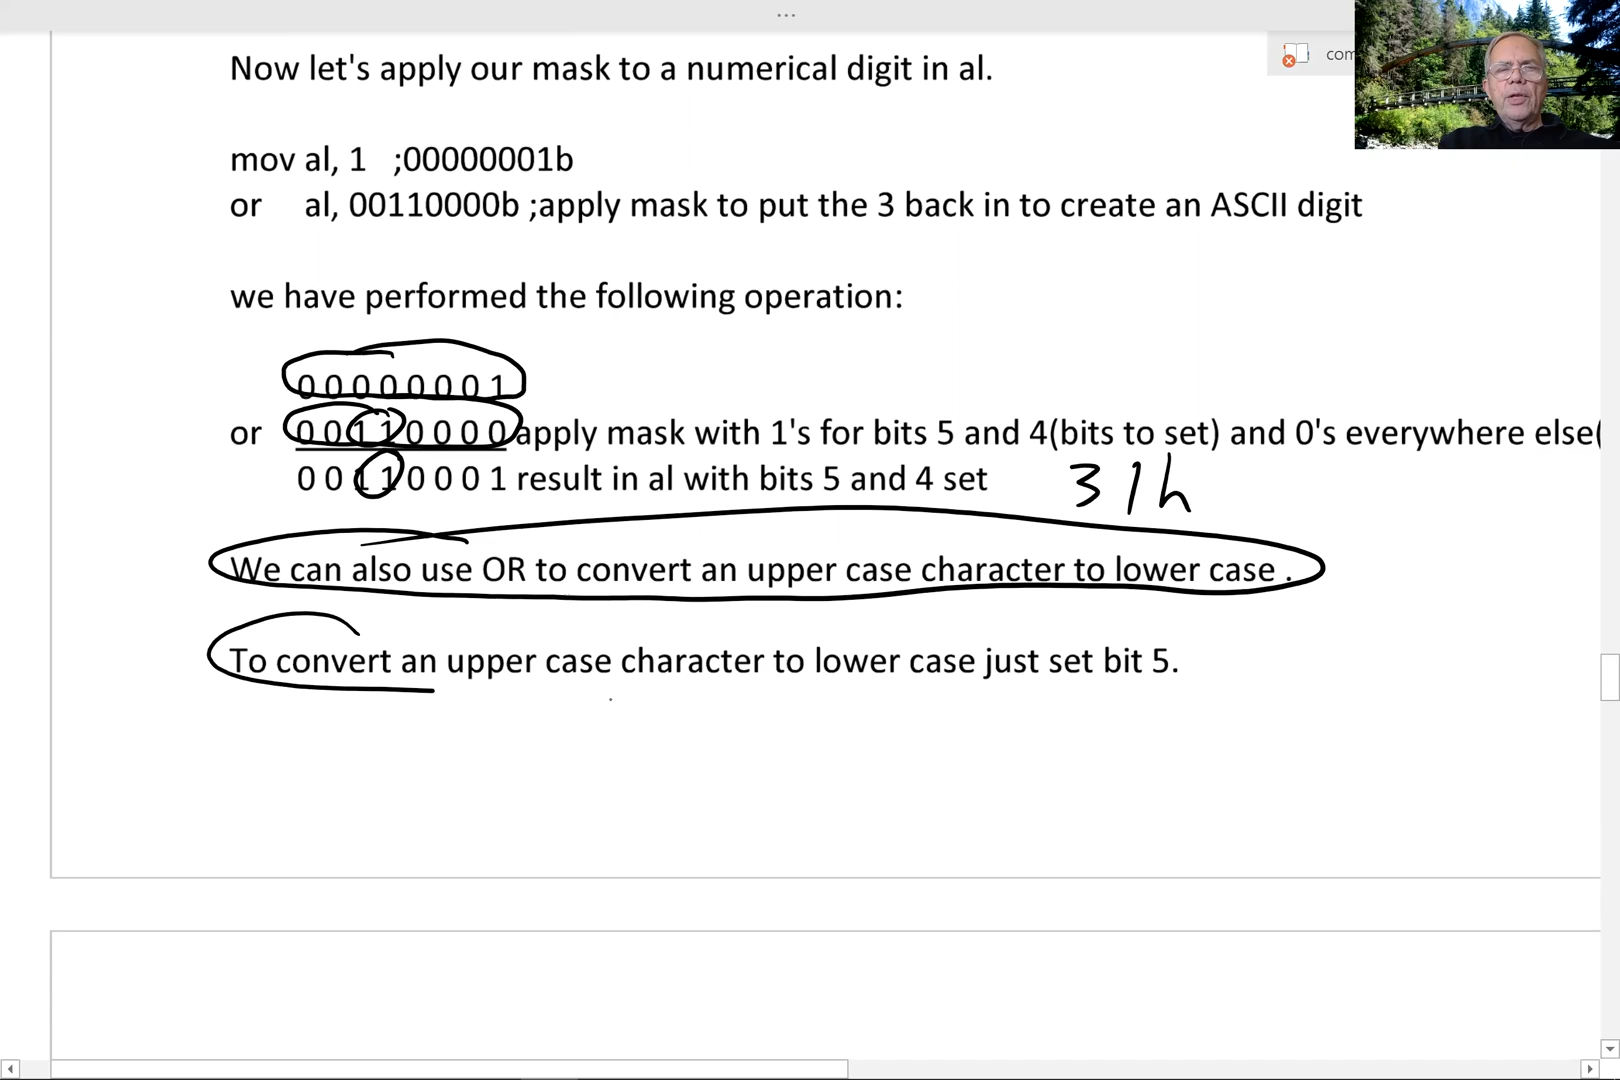 ...
com
Now let's apply our mask to a numerical digit in al.
mov al, 1 ;00000001b
or al, 00110000b ;apply mask to put the 3 back in to create an ASCII digit
we have performed the following operation:
0 0 0 0 0 0 0 1
or 0 0 1 1 0 0 0 0 apply mask with 1's for bits 5 and 4(bits to set) and 0's everywhere else(
0 0 1 1 0 0 0 1 result in al with bits 5 and 4 set 31h
We can also use OR to convert an upper case character to lower case .
To convert an upper case character to lower case just set bit 5.